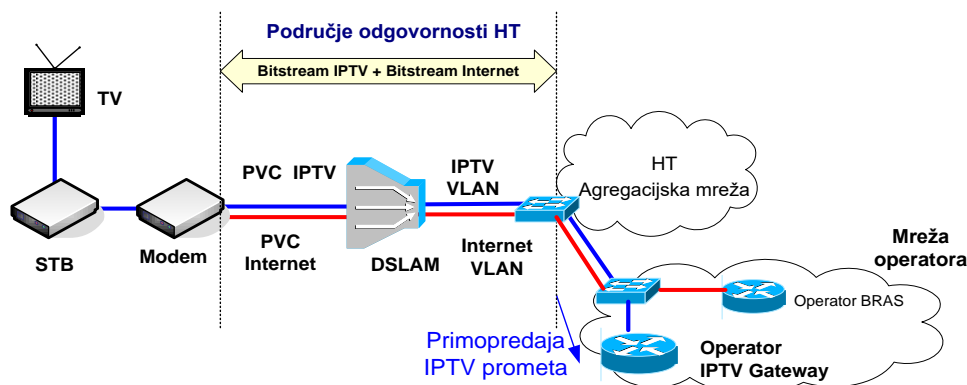 Područje odgovornosti HT
Bitstream IPTV + Bitstream Internet
TV
PVC IPTV
IPTV
VLAN
HT
Agregacijska mreža
STB
Modem
PVC
Internet
DSLAM
Internet
VLAN
Mreža
operatora
Operator BRAS
Primopredaja
IPTV prometa
Operator
IPTV Gateway